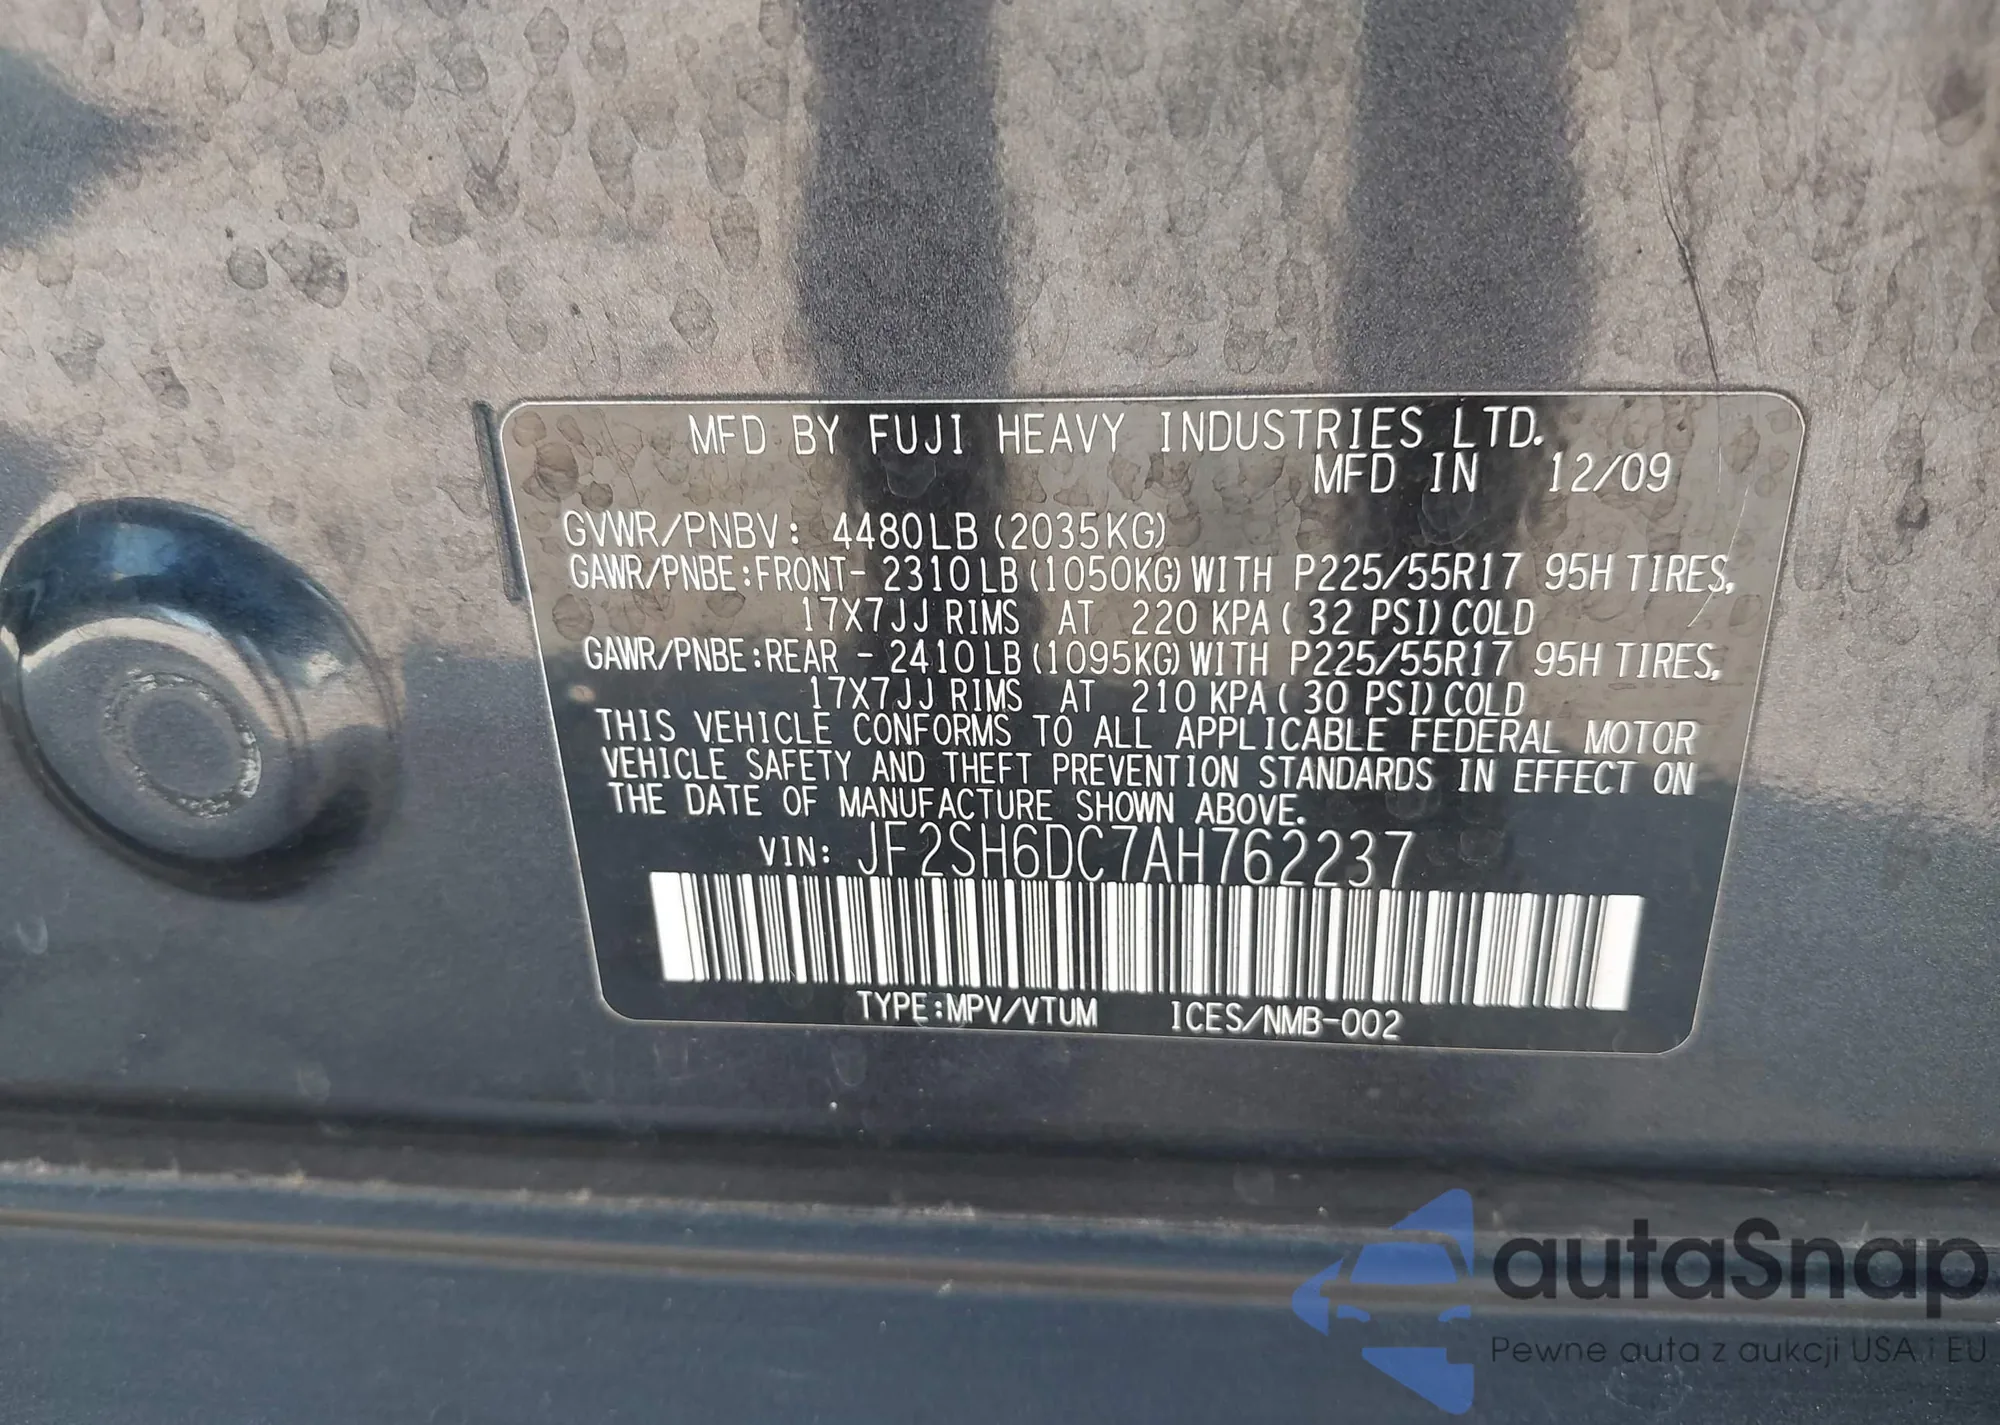 MFD BY FUJI HEAVY INDUSTRIES LTD.
MFD IN 12/09
GVWR/PNBV: 4480LB (2035KG)
GAWR/PNBE:FRONT- 2310LB(1050KG)WITH P225/55R17 95H TIRES,
17X7JJ RIMS AT 220 KPA( 32 PSI)COLD
GAWR/PNBE:REAR - 2410LB(1095KG)WITH P225/55R17 95H TIRES,
17X7JJ RIMS AT 210 KPA( 30 PSI)COLD
THIS VEHICLE CONFORMS TO ALL APPLICABLE FEDERAL MOTOR
VEHICLE SAFETY AND THEFT PREVENTION STANDARDS IN EFFECT ON
THE DATE OF MANUFACTURE SHOWN ABOVE.
VIN: JF2SH6DC7AH762237
TYPE:MPV/VTUM ICES/NMB-002
autaSnap
Pewne auta z aukcji USA i EU